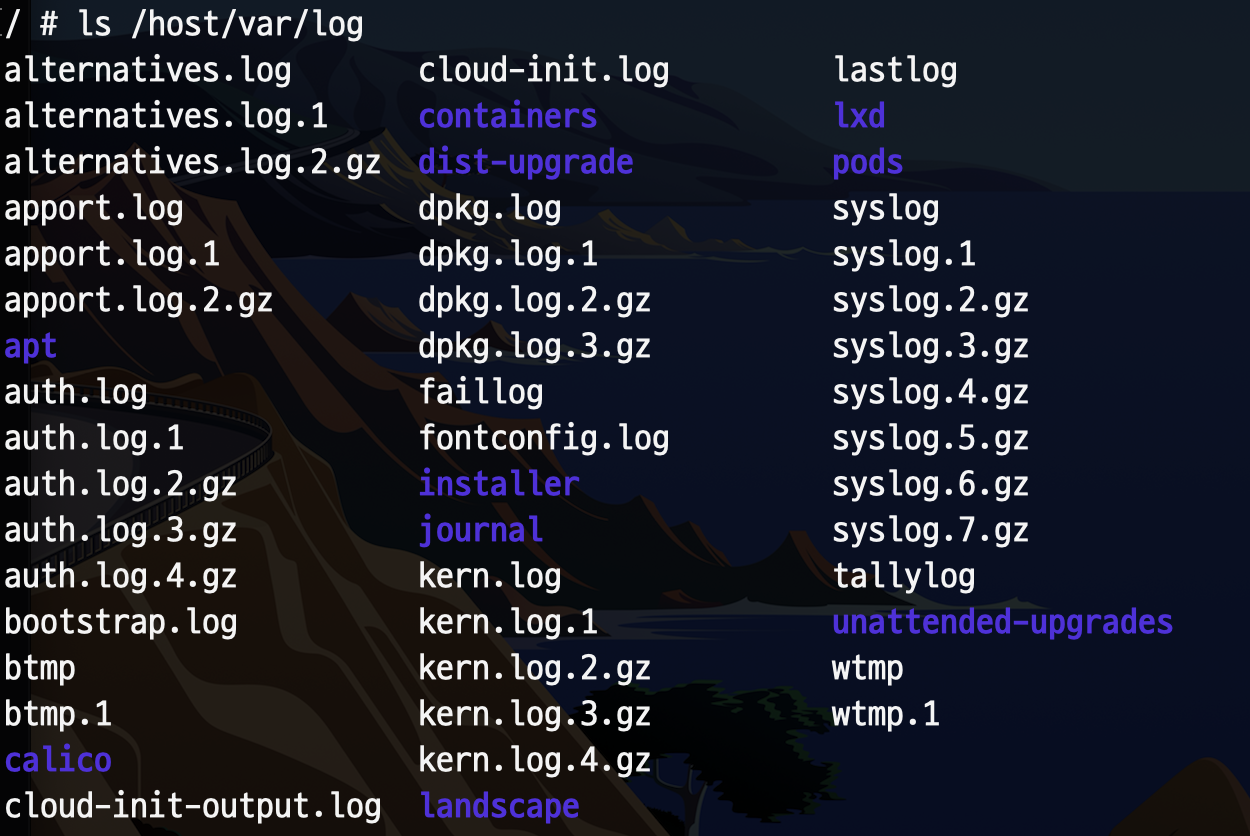 / # ls /host/var/log
alternatives.log cloud-init.log lastlog
alternatives.log.1 containers lxd
alternatives.log.2.gz dist-upgrade pods
apport.log dpkg.log syslog
apport.log.1 dpkg.log.1 syslog.1
apport.log.2.gz dpkg.log.2.gz syslog.2.gz
apt dpkg.log.3.gz syslog.3.gz
auth.log faillog syslog.4.gz
auth.log.1 fontconfig.log syslog.5.gz
auth.log.2.gz installer syslog.6.gz
auth.log.3.gz journal syslog.7.gz
auth.log.4.gz kern.log tallylog
bootstrap.log kern.log.1 unattended-upgrades
btmp kern.log.2.gz wtmp
btmp.1 kern.log.3.gz wtmp.1
calico kern.log.4.gz
cloud-init-output.log landscape